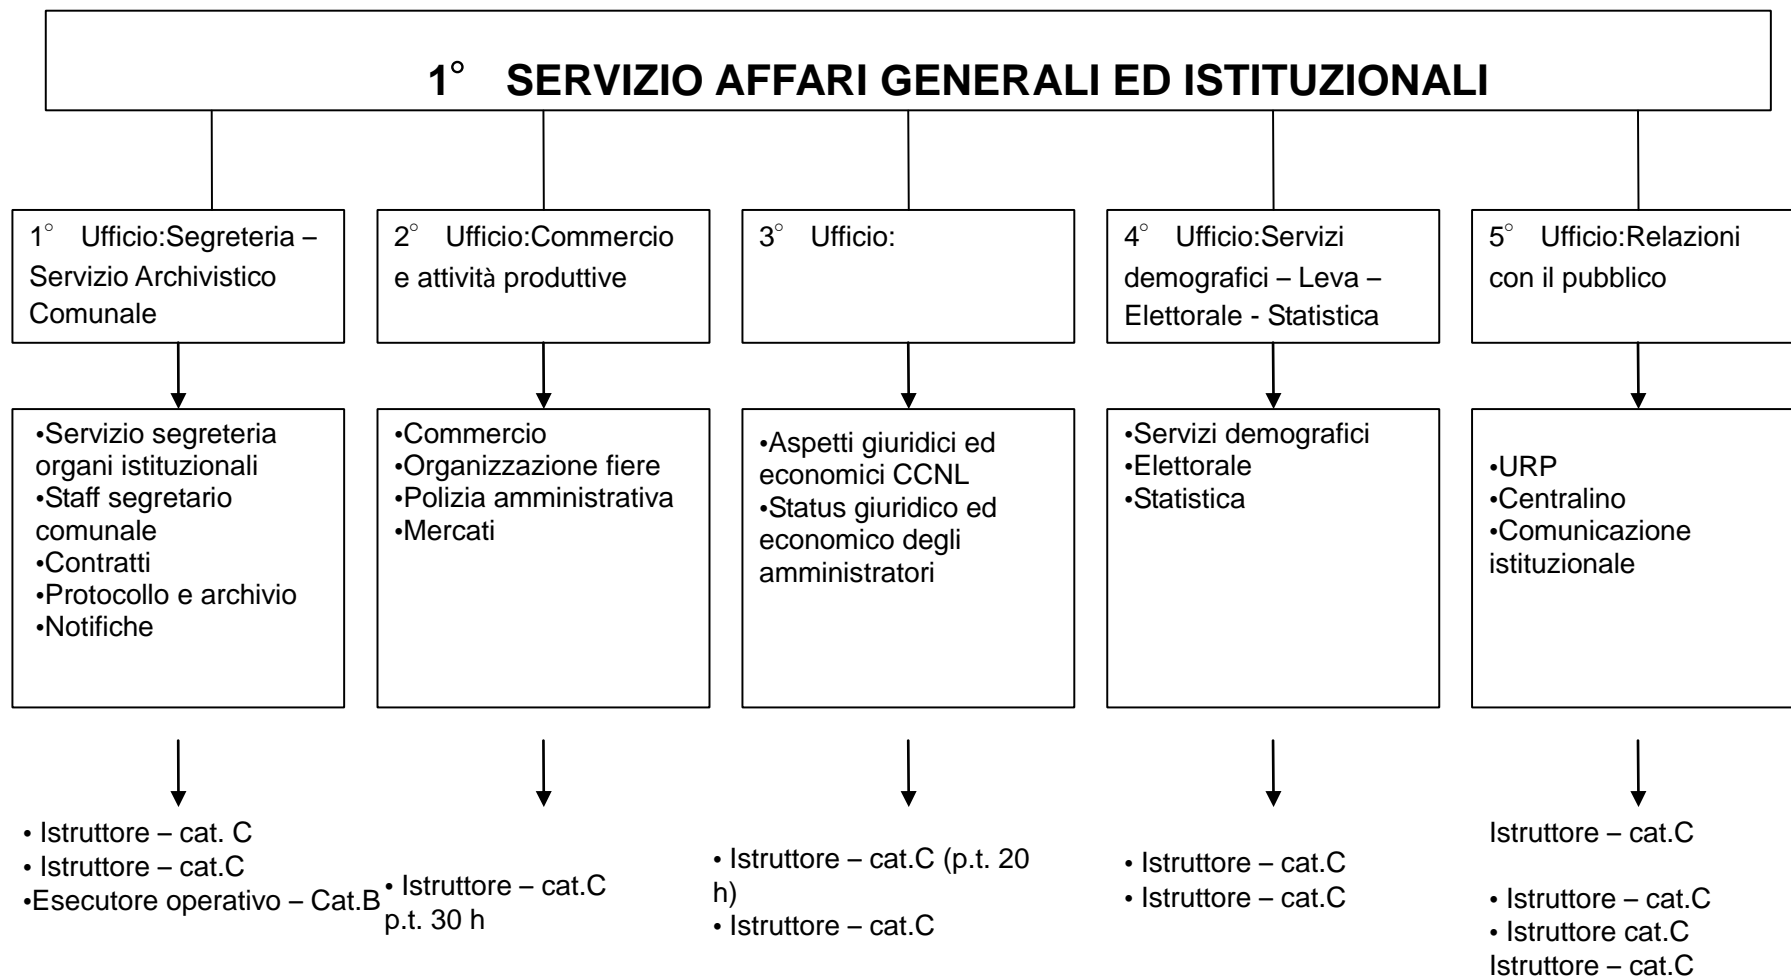 1° SERVIZIO AFFARI GENERALI ED ISTITUZIONALI
1° Ufficio:Segreteria –
Servizio Archivistico
Comunale
2° Ufficio:Commercio
e attività produttive
3° Ufficio:
4° Ufficio:Servizi
demografici – Leva –
Elettorale - Statistica
5° Ufficio:Relazioni
con il pubblico
•Servizio segreteria
organi istituzionali
•Staff segretario
comunale
•Contratti
•Protocollo e archivio
•Notifiche
•Commercio
•Organizzazione fiere
•Polizia amministrativa
•Mercati
•Aspetti giuridici ed
economici CCNL
•Status giuridico ed
economico degli
amministratori
•Servizi demografici
•Elettorale
•Statistica
•URP
•Centralino
•Comunicazione
istituzionale
• Istruttore – cat. C
• Istruttore – cat.C
•Esecutore operativo – Cat.B
• Istruttore – cat.C
p.t. 30 h
• Istruttore – cat.C (p.t. 20
h)
• Istruttore – cat.C
• Istruttore – cat.C
• Istruttore – cat.C
Istruttore – cat.C
• Istruttore – cat.C
• Istruttore cat.C
Istruttore – cat.C